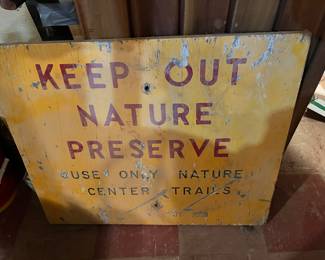 KEEP OUT
NATURE
PRESERVE
USE ONLY NATURE
CENTER TRAILS